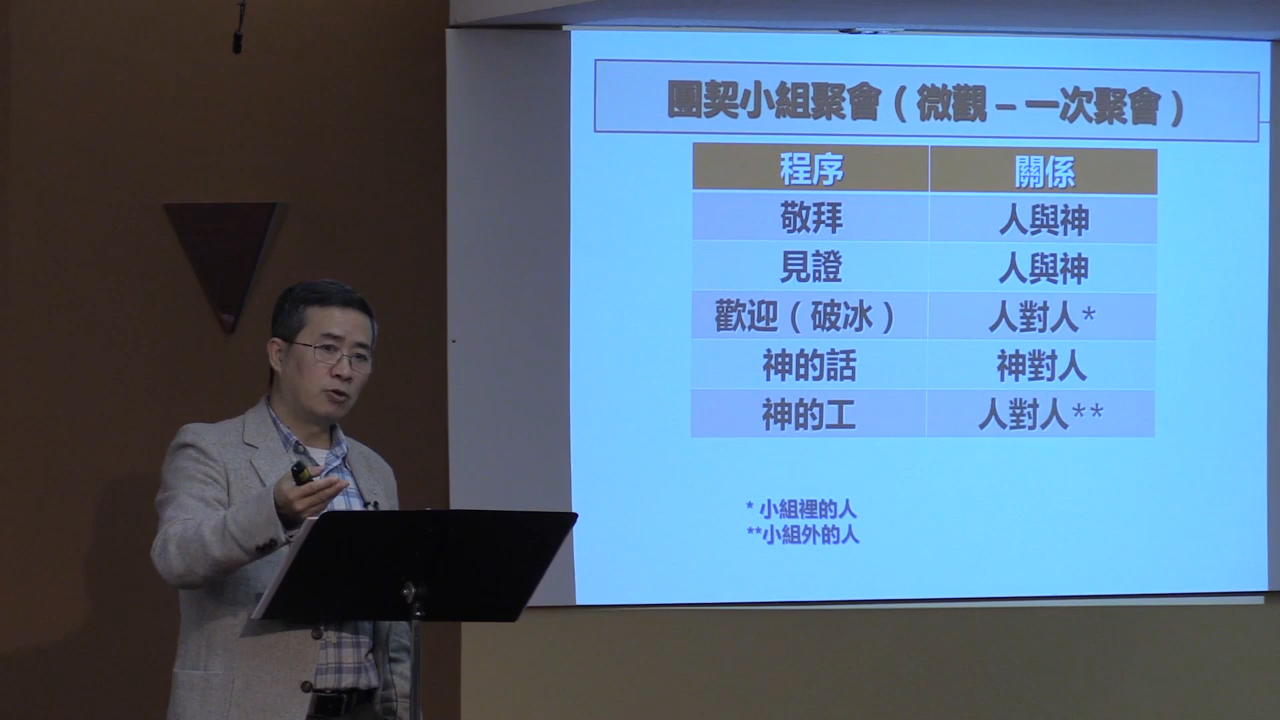 團契小組聚會（微觀 – 一次聚會）
程序 關係
敬拜 人與神
見證 人與神
歡迎（破冰） 人對人*
神的話 神對人
神的工 人對人**
* 小組裡的人
**小組外的人